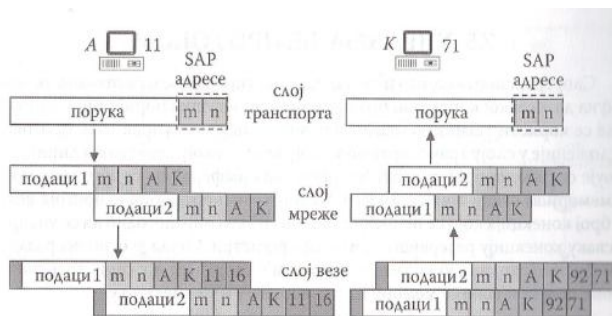 A 11
SAP
адресе
порука m n
слој
транспорта
подаци 1 m n A K
подаци 2 m n A K
слој
мреже
подаци 1 m n A K 11 16
подаци 2 m n A K 11 16
слој везе
K 71
SAP
адресе
порука m n
подаци 2 m n A K
подаци 1 m n A K
подаци 2 m n A K 92 71
подаци 1 m n A K 92 71